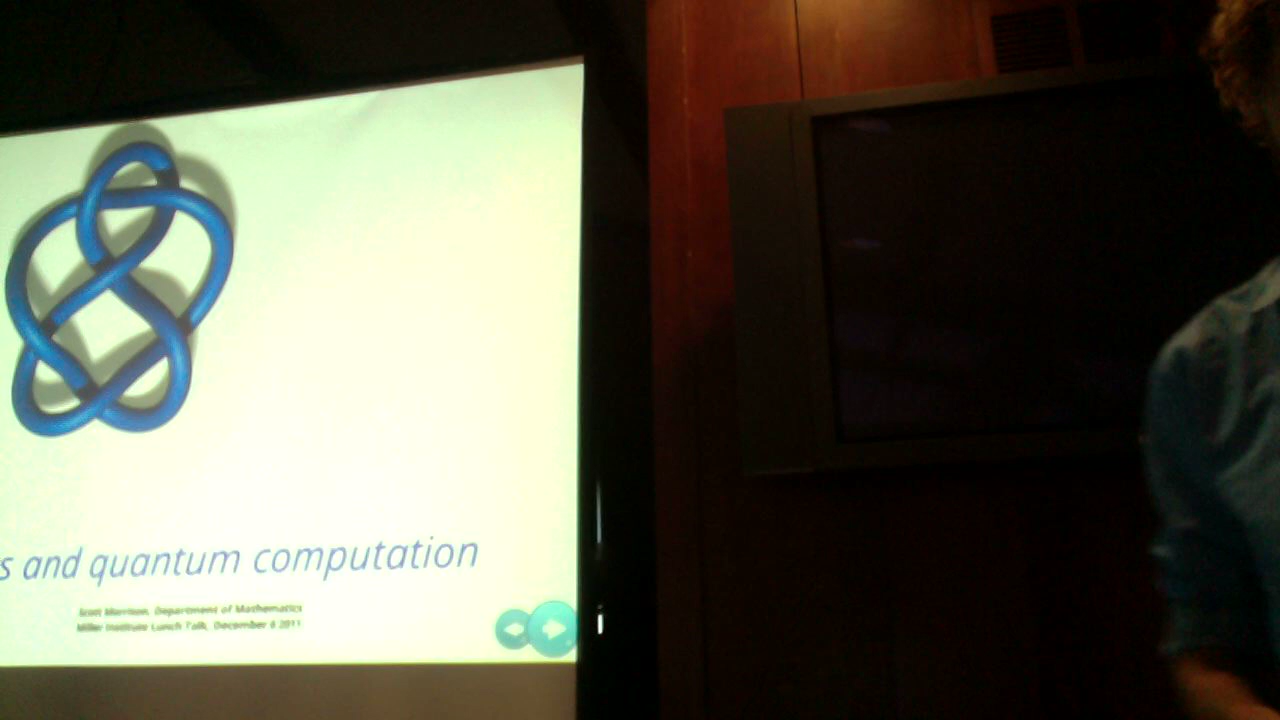 s and quantum computation
Scott Morrison, Department of Mathematics
Miller Institute Lunch Talk, December 6 2011